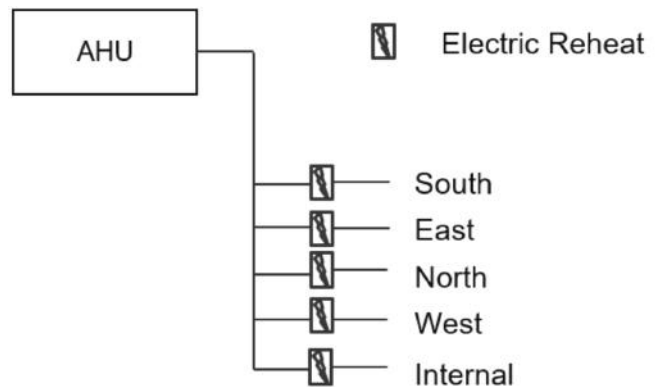 AHU
Electric Reheat
South
East
North
West
Internal